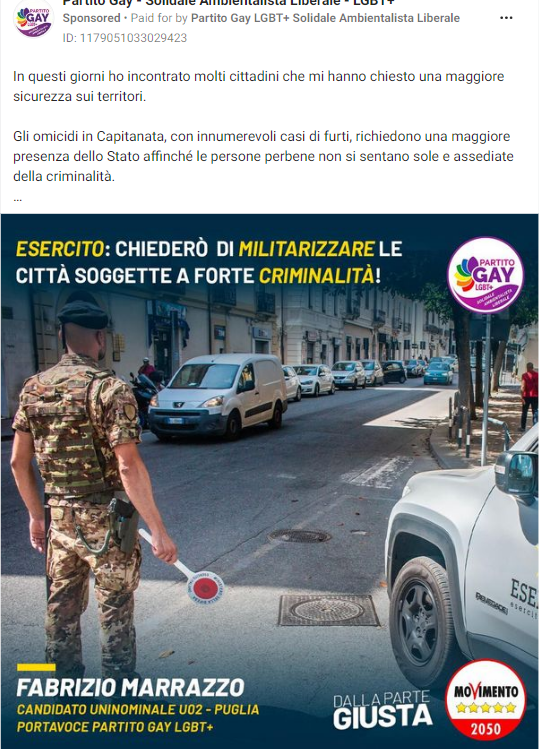 Partito Gay - Solidale Ambientalista Liberale - LGBT+
Sponsored • Paid for by Partito Gay LGBT+ Solidale Ambientalista Liberale
ID: 1179051033029423
In questi giorni ho incontrato molti cittadini che mi hanno chiesto una maggiore
sicurezza sui territori.
Gli omicidi in Capitanata, con innumerevoli casi di furti, richiedono una maggiore
presenza dello Stato affinché le persone perbene non si sentano sole e assediate
della criminalità.
...
ESERCITO: CHIEDERÒ DI MILITARIZZARE LE
CITTÀ SOGGETTE A FORTE CRIMINALITÀ!
PARTITO
GAY
LGBT+
SOLIDALE AMBIENTALISTA
LIBERALE
RENEGADE
FABRIZIO MARRAZZO
CANDIDATO UNINOMINALE U02 - PUGLIA
PORTAVOCE PARTITO GAY LGBT+
DALLA PARTE
GIUSTA
MOVIMENTO
2050